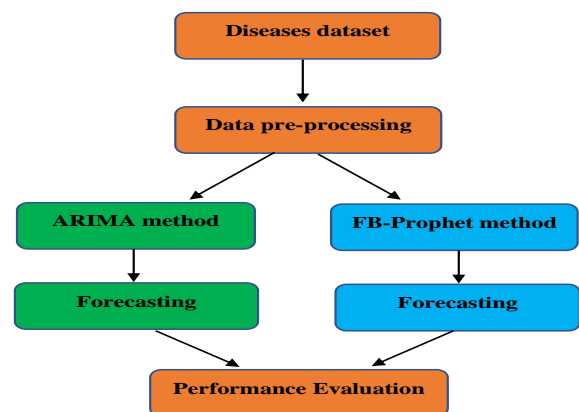 Diseases dataset
Data pre-processing
ARIMA method
FB-Prophet method
Forecasting
Forecasting
Performance Evaluation